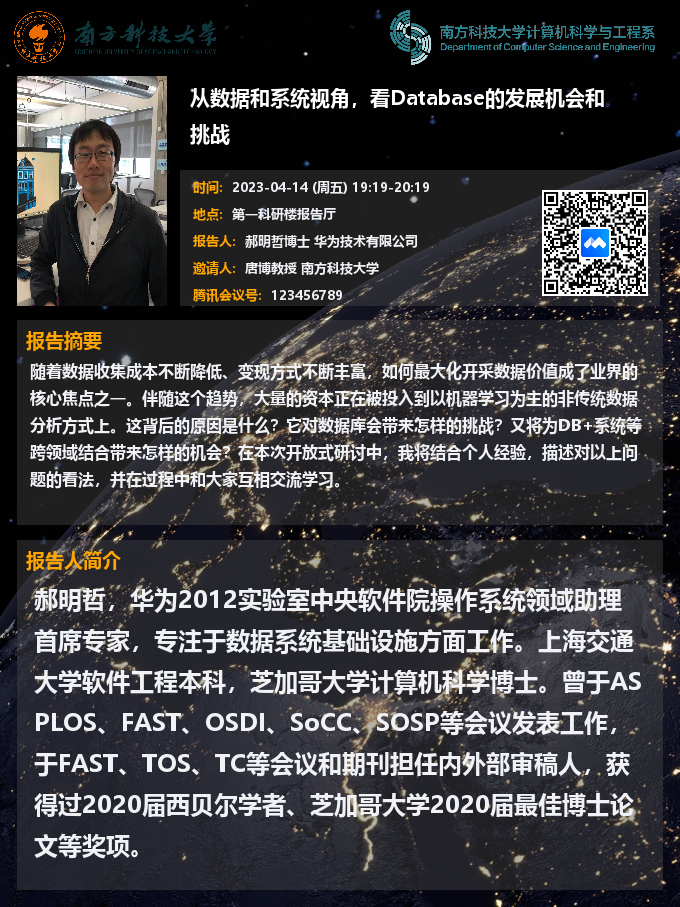 南方科技大学
SOUTHERN UNIVERSITY OF SCIENCE AND TECHNOLOGY
南方科技大学计算机科学与工程系
Department of Computer Science and Engineering
从数据和系统视角，看Database的发展机会和
挑战
时间：2023-04-14 (周五) 19:19-20:19
地点：第一科研楼报告厅
报告人：郝明哲博士 华为技术有限公司
邀请人：唐博教授 南方科技大学
腾讯会议号：123456789
报告摘要
随着数据收集成本不断降低、变现方式不断丰富，如何最大化开采数据价值成了业界的
核心焦点之一。伴随这个趋势，大量的资本正在被投入到以机器学习为主的非传统数据
分析方式上。这背后的原因是什么？它对数据库会带来怎样的挑战？又将为DB+系统等
跨领域结合带来怎样的机会？在本次开放式研讨中，我将结合个人经验，描述对以上问
题的看法，并在过程中和大家互相交流学习。
报告人简介
郝明哲，华为2012实验室中央软件院操作系统领域助理
首席专家，专注于数据系统基础设施方面工作。上海交通
大学软件工程本科，芝加哥大学计算机科学博士。曾于AS
PLOS、FAST、OSDI、SoCC、SOSP等会议发表工作，
于FAST、TOS、TC等会议和期刊担任内外部审稿人，获
得过2020届西贝尔学者、芝加哥大学2020届最佳博士论
文等奖项。